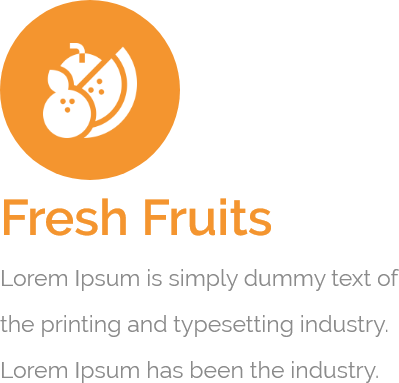 Fresh Fruits
Lorem Ipsum is simply dummy text of
the printing and typesetting industry.
Lorem Ipsum has been the industry.